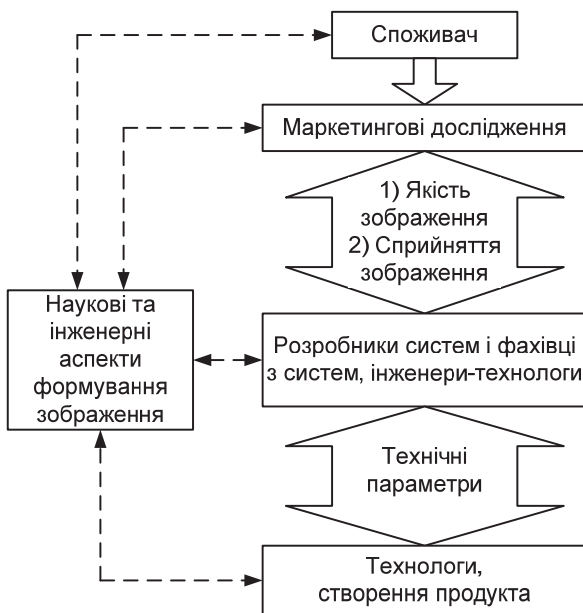 Споживач
Маркетингові дослідження
1) Якість
зображення
2) Сприйняття
зображення
Наукові та
інженерні
аспекти
формування
зображення
Розробники систем і фахівці
з систем, інженери-технологи
Технічні
параметри
Технологи,
створення продукта